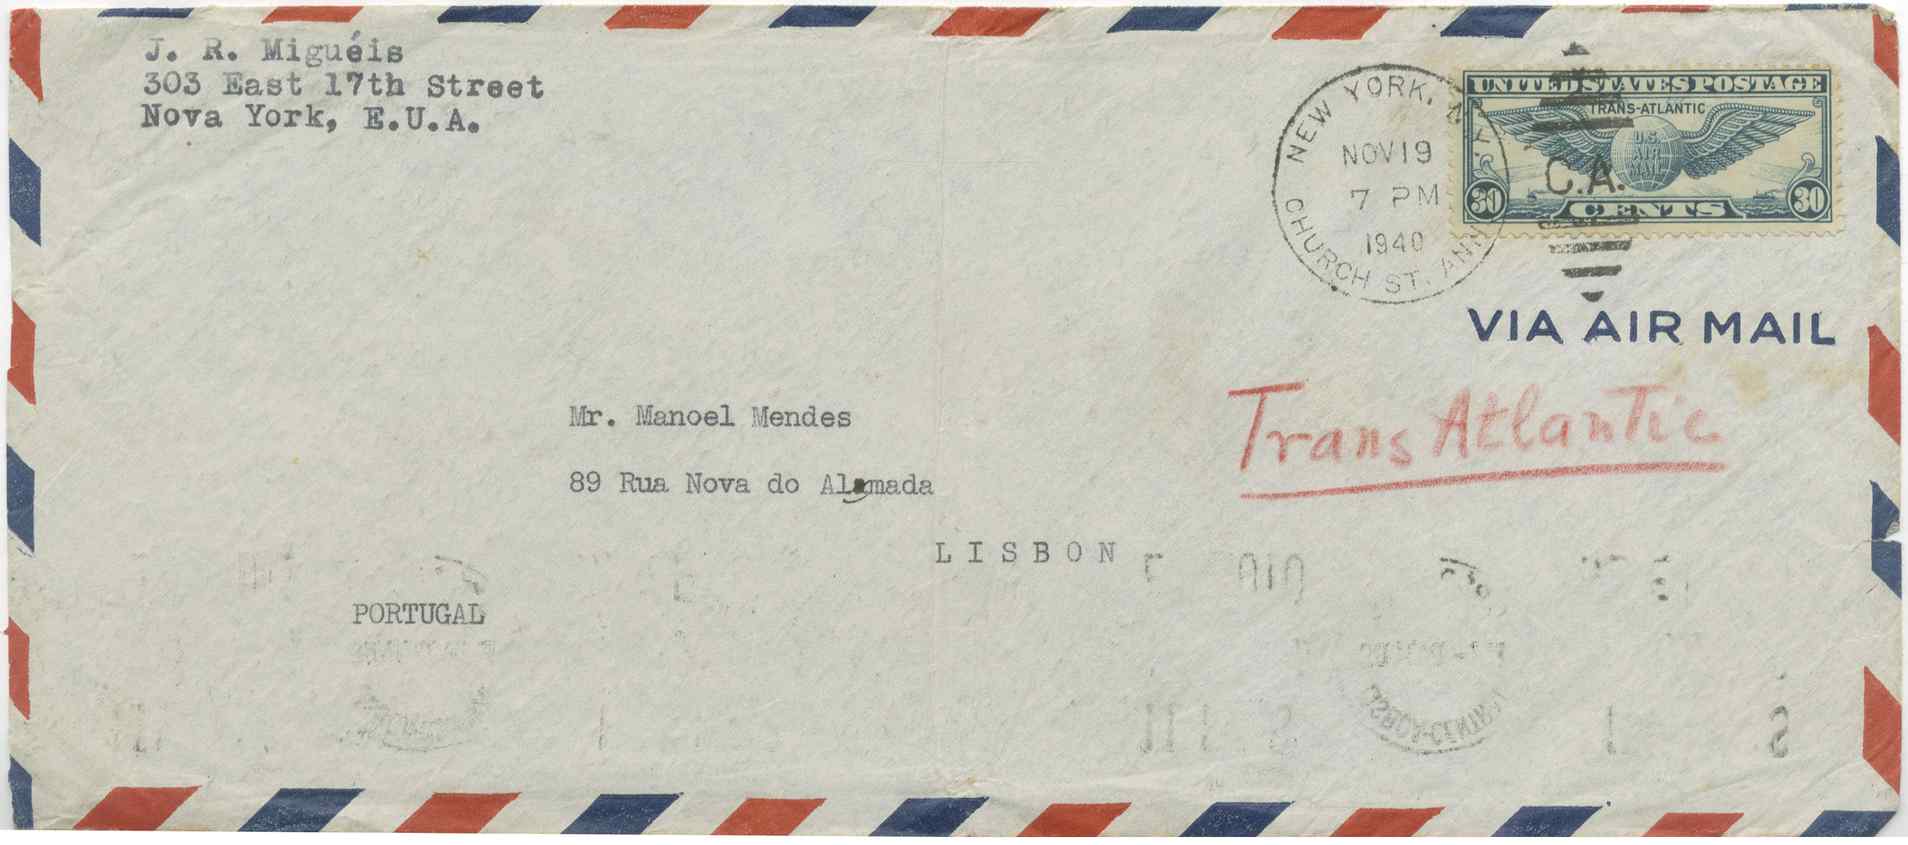 J. R. Miguéis
303 East 17th Street
Nova York, E.U.A.
NEW YORK, N.Y.
NOV 19
7 PM
1940
CHURCH ST. ANNEX
C.A.
UNITED STATES POSTAGE
TRANS-ATLANTIC
U.S.
AIR
MAIL
30 CENTS 30
VIA AIR MAIL
Trans Atlantic
Mr. Manoel Mendes
89 Rua Nova do Alamada
LISBON
PORTUGAL